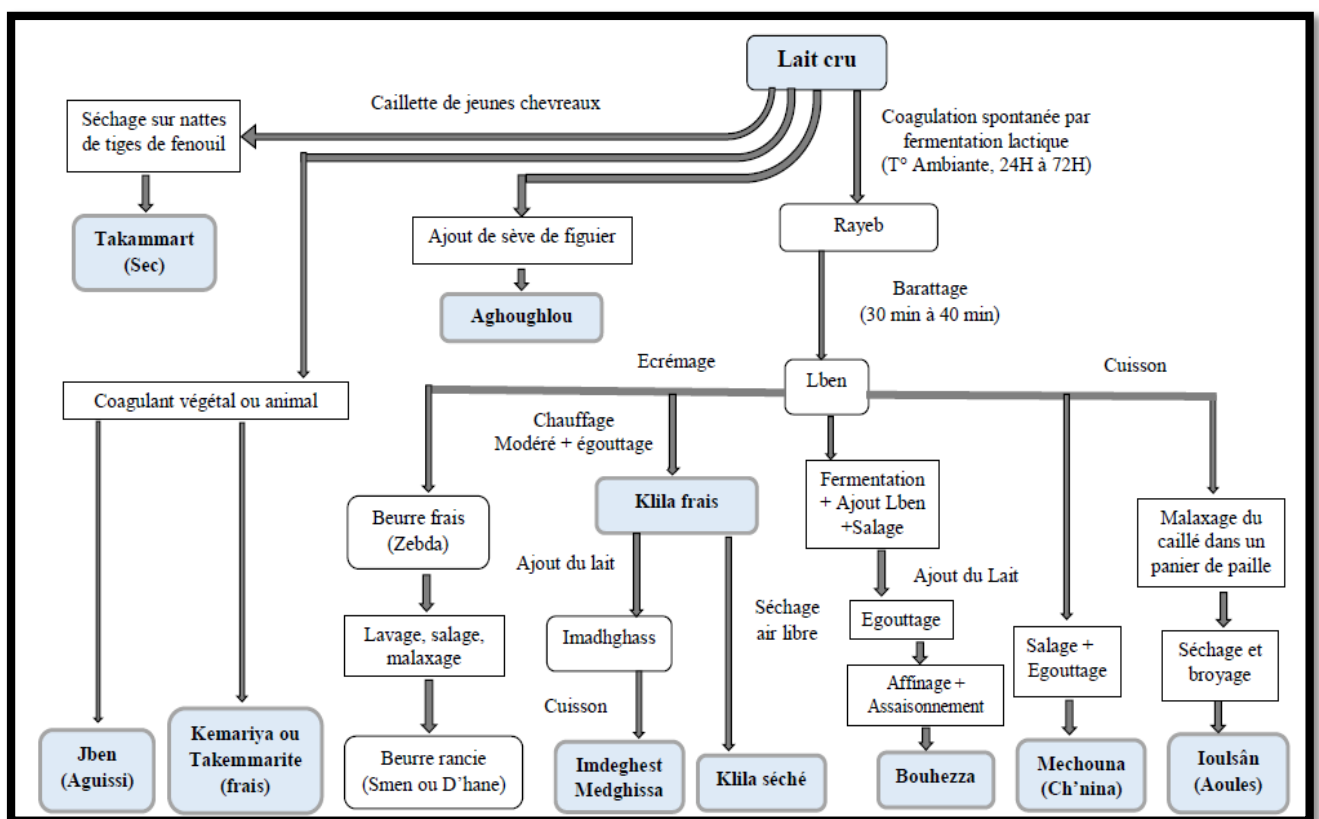 Lait cru
Caillette de jeunes chevreaux
Séchage sur nattes
de tiges de fenouil
Coagulation spontanée par
fermentation lactique
(T° Ambiante, 24H à 72H)
Takammart
(Sec)
Ajout de sève de figuier
Rayeb
Aghoughlou
Barattage
(30 min à 40 min)
Ecrémage
Lben
Cuisson
Coagulant végétal ou animal
Chauffage
Modéré + égouttage
Fermentation
+ Ajout Lben
+Salage
Klila frais
Beurre frais
(Zebda)
Malaxage du
caillé dans un
panier de paille
Ajout du lait
Ajout du Lait
Séchage
air libre
Lavage, salage,
malaxage
Imadhghass
Egouttage
Salage +
Egouttage
Séchage et
broyage
Affinage +
Assaisonnement
Cuisson
Jben
(Aguissi)
Kemariya ou
Takemmarite
(frais)
Beurre rancie
(Smen ou D’hane)
Imdeghest
Medghissa
Klila séché
Bouhezza
Mechouna
(Ch’nina)
Ioulsân
(Aoules)